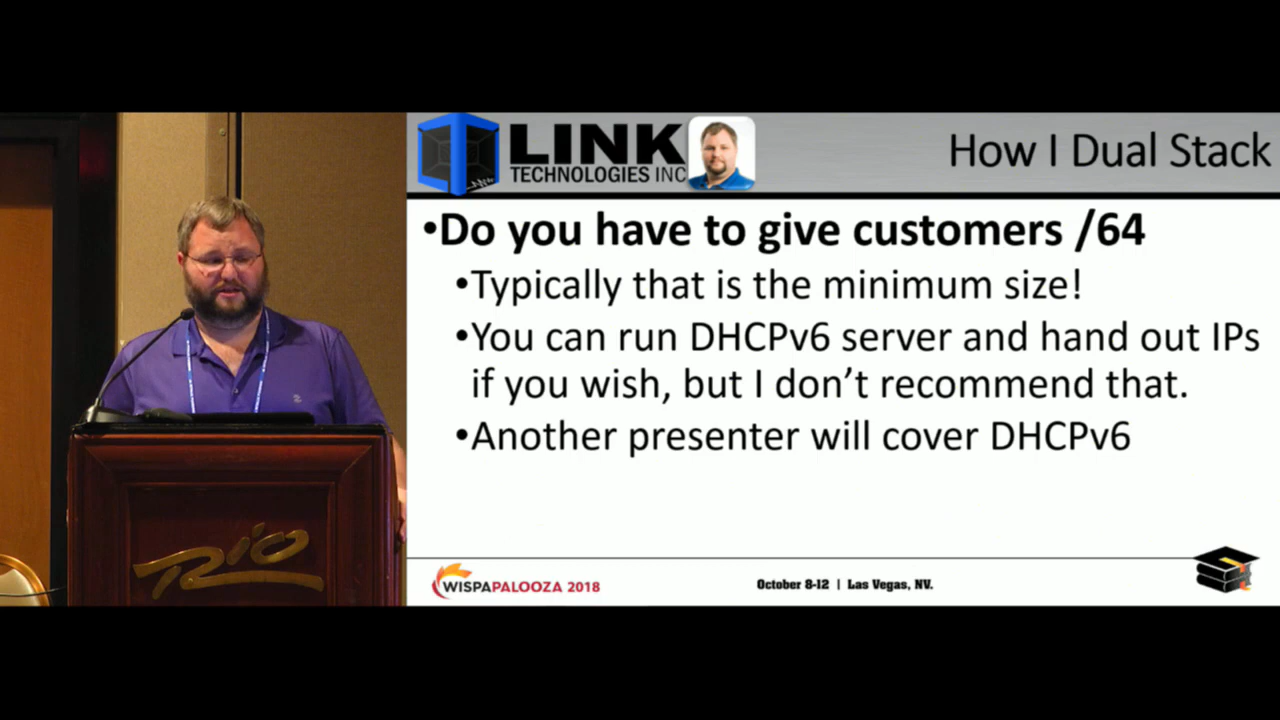 LINK
TECHNOLOGIES INC
How I Dual Stack
•Do you have to give customers /64
•Typically that is the minimum size!
•You can run DHCPv6 server and hand out IPs
if you wish, but I don't recommend that.
•Another presenter will cover DHCPv6
RIO
WISPAPALOOZA 2018
October 8-12 | Las Vegas, NV.